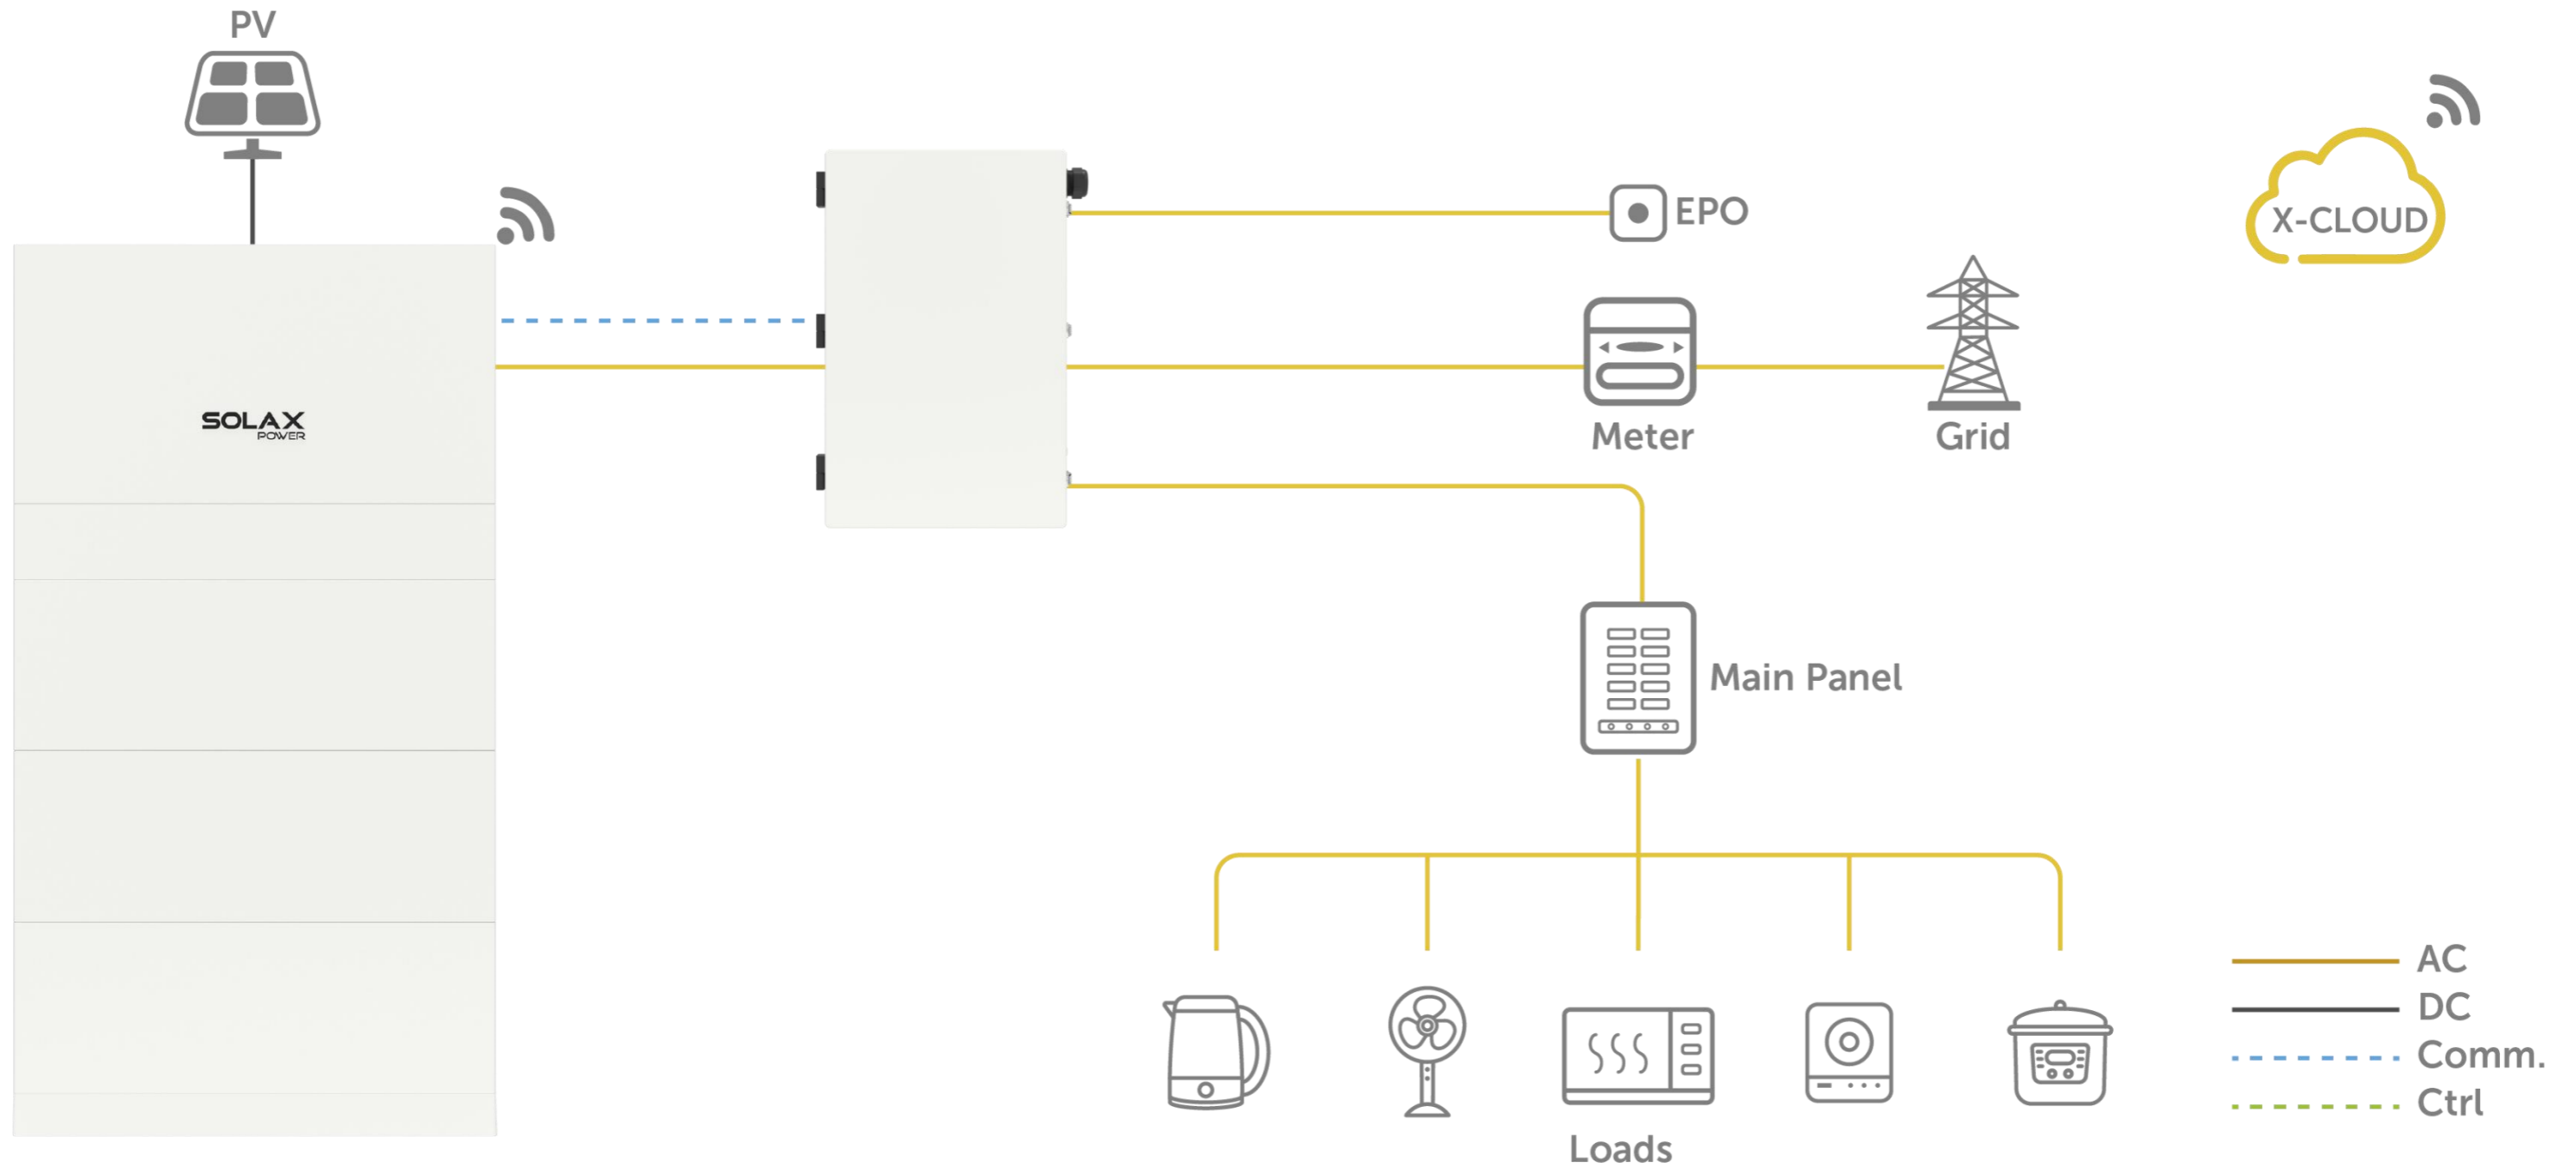 PV
EPO
X-CLOUD
SOLAX
POWER
Meter
Grid
Main Panel
AC
DC
Comm.
Ctrl
Loads